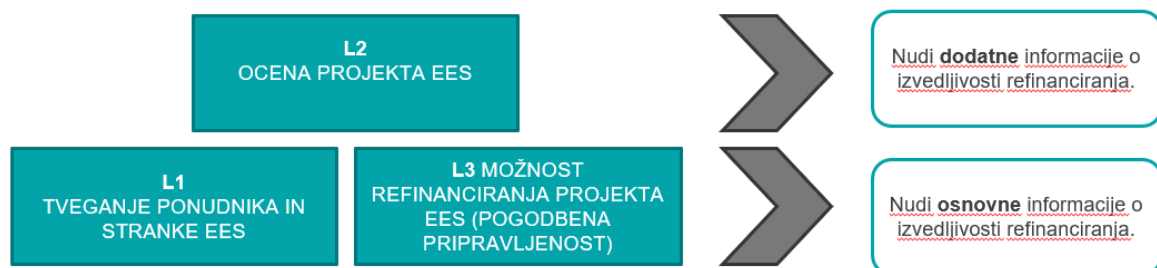 L2
OCENA PROJEKTA EES
Nudi dodatne informacije o
izvedljivosti refinanciranja.
L1
TVEGANJE PONUDNIKA IN
STRANKE EES
L3 MOŽNOST
REFINANCIRANJA PROJEKTA
EES (POGODBENA
PRIPRAVLJENOST)
Nudi osnovne informacije o
izvedljivosti refinanciranja.